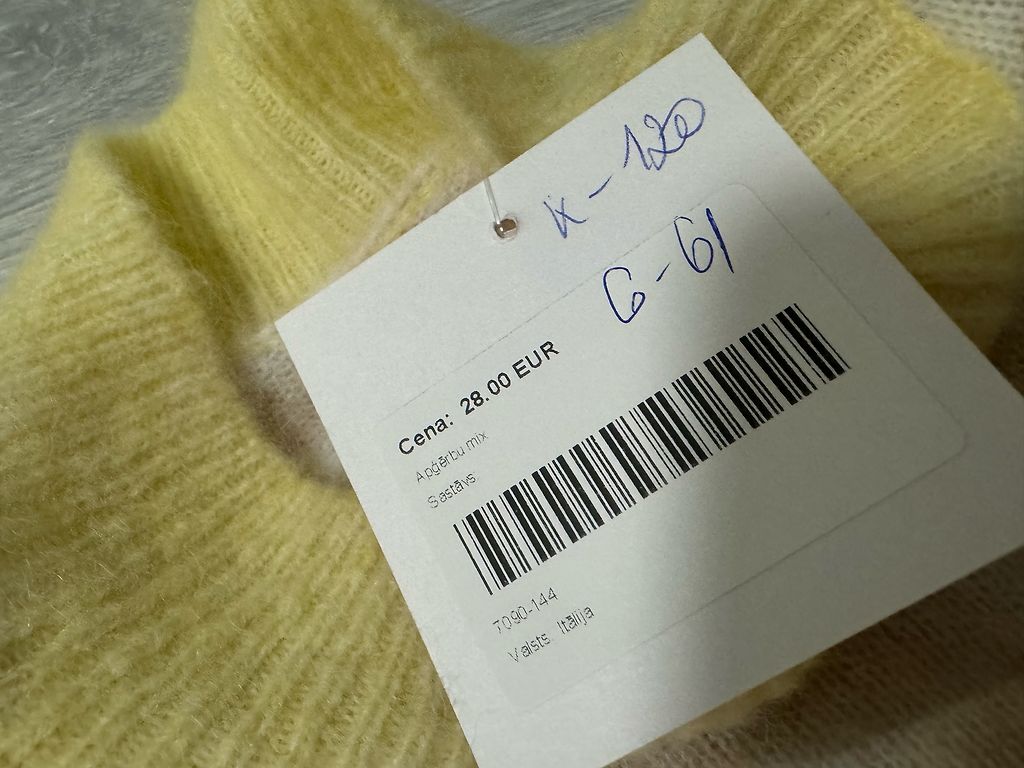 K-120
G-61
Cena: 28.00 EUR
Apģērbu mix
Sastāvs:
7090-144
Valsts: Itālija